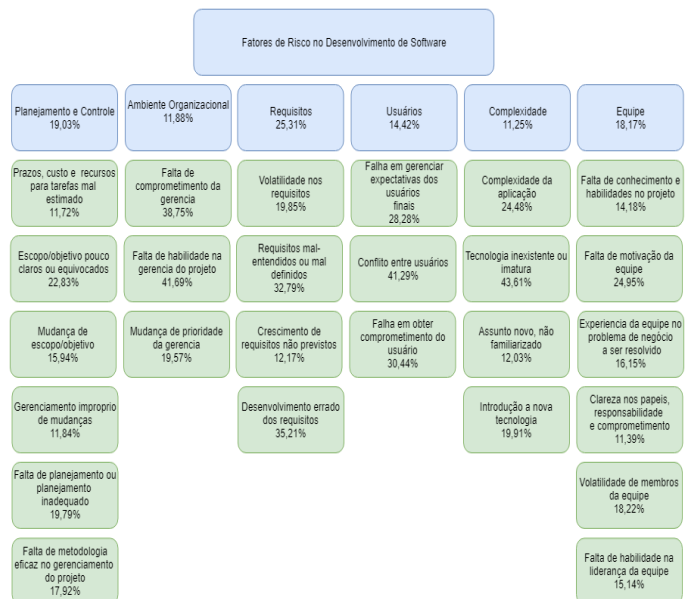 Fatores de Risco no Desenvolvimento de Software
Planejamento e Controle
19,03%
Ambiente Organizacional
11,88%
Requisitos
25,31%
Usuários
14,42%
Complexidade
11,25%
Equipe
18,17%
Prazos, custo e recursos
para tarefas mal
estimado
11,72%
Falta de
comprometimento da
gerencia
38,75%
Volatilidade nos
requisitos
19,85%
Falha em gerenciar
expectativas dos
usuários
finais
28,28%
Complexidade da
aplicação
24,48%
Falta de conhecimento e
habilidades no projeto
14,18%
Escopo/objetivo pouco
claros ou equivocados
22,83%
Falta de habilidade na
gerencia do projeto
41,69%
Requisitos mal-
entendidos ou mal
definidos
32,79%
Conflito entre usuários
41,29%
Tecnologia inexistente ou
imatura
43,61%
Falta de motivação da
equipe
24,95%
Mudança de
escopo/objetivo
15,94%
Mudança de prioridade
da gerencia
19,57%
Crescimento de
requisitos não previstos
12,17%
Falha em obter
comprometimento do
usuário
30,44%
Assunto novo, não
familiarizado
12,03%
Experiencia da equipe no
problema de negócio
a ser resolvido
16,15%
Gerenciamento improprio
de mudanças
11,84%
Desenvolvimento errado
dos requisitos
35,21%
Introdução a nova
tecnologia
19,91%
Clareza nos papeis,
responsabilidade
e comprometimento
11,39%
Falta de planejamento ou
planejamento
inadequado
19,79%
Volatilidade de membros
da equipe
18,22%
Falta de metodologia
eficaz no gerenciamento
do projeto
17,92%
Falta de habilidade na
liderança da equipe
15,14%